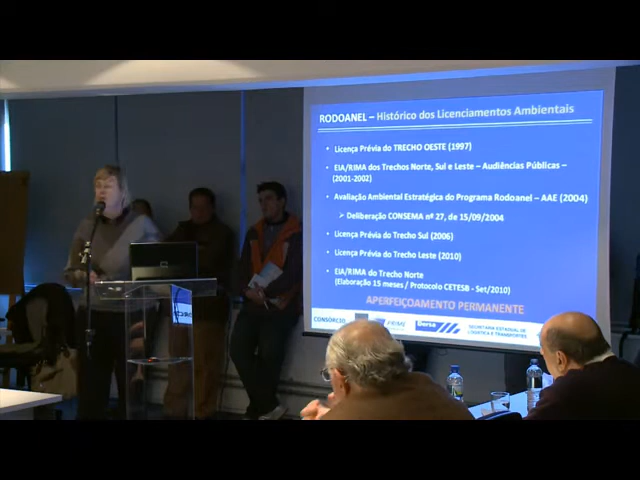 RODOANEL – Histórico dos Licenciamentos Ambientais
• Licença Prévia do TRECHO OESTE (1997)
• EIA/RIMA dos Trechos Norte, Sul e Leste – Audiências Públicas – 
(2001-2002)
• Avaliação Ambiental Estratégica do Programa Rodoanel – AAE (2004)
➢ Deliberação CONSEMA nº 27, de 15/09/2004
• Licença Prévia do Trecho Sul (2006)
• Licença Prévia do Trecho Leste (2010)
• EIA/RIMA do Trecho Norte
(Elaboração 15 meses / Protocolo CETESB - Set/2010)
APERFEIÇOAMENTO PERMANENTE
CONSÓRCIO
PRIME
Dersa
SECRETARIA ESTADUAL DE
LOGÍSTICA E TRANSPORTES